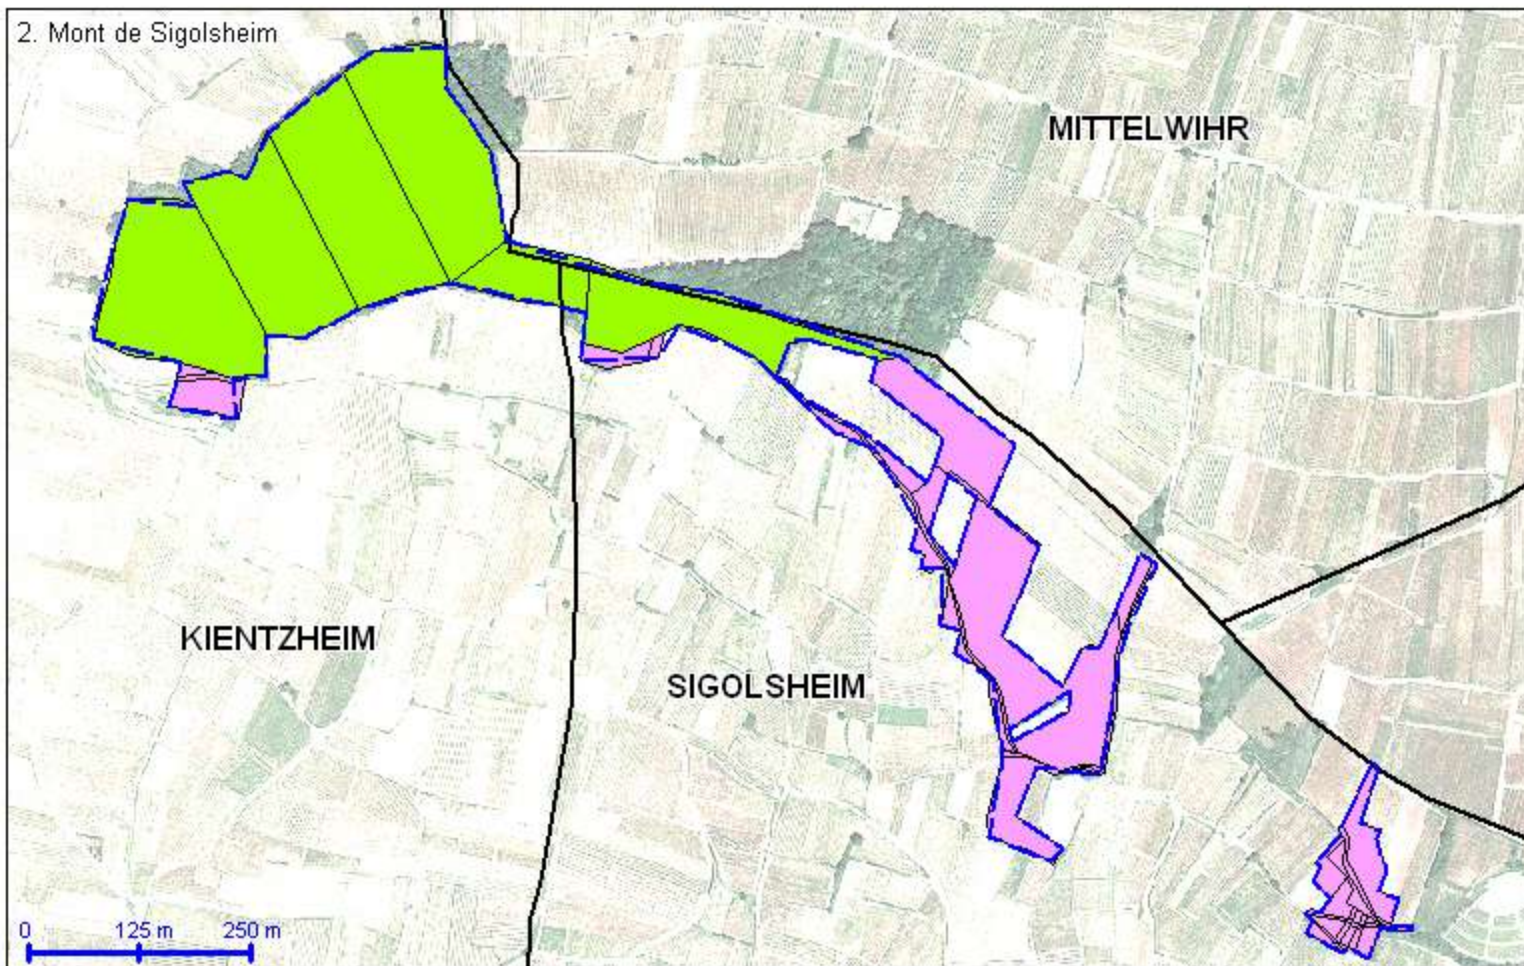 2. Mont de Sigolsheim
MITTELWIHR
KIENTZHEIM
SIGOLSHEIM
0 125 m 250 m